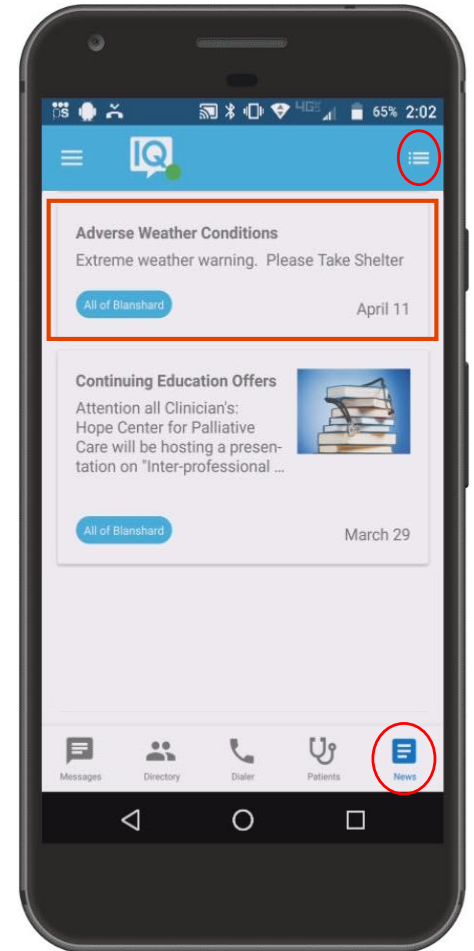 65% 2:02
IQ
Adverse Weather Conditions
Extreme weather warning. Please Take Shelter
All of Blanshard
April 11
Continuing Education Offers
Attention all Clinician's:
Hope Center for Palliative
Care will be hosting a presen-
tation on "Inter-professional ...
All of Blanshard
March 29
Messages Directory Dialer Patients News